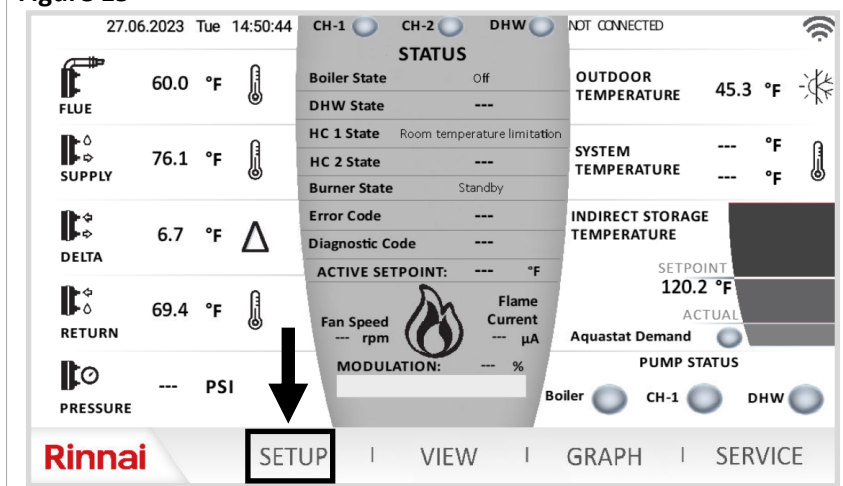 27.06.2023 Tue 14:50:44
CH-1 CH-2 DHW
NOT CONNECTED
FLUE 60.0 °F
SUPPLY 76.1 °F
DELTA 6.7 °F
RETURN 69.4 °F
PRESSURE --- PSI
STATUS
Boiler State Off
DHW State ---
HC 1 State Room temperature limitation
HC 2 State ---
Burner State Standby
Error Code ---
Diagnostic Code ---
ACTIVE SETPOINT: --- °F
Fan Speed
--- rpm
Flame
Current
--- µA
MODULATION: --- %
OUTDOOR
TEMPERATURE 45.3 °F
SYSTEM
TEMPERATURE
--- °F
--- °F
INDIRECT STORAGE
TEMPERATURE
SETPOINT
120.2 °F
ACTUAL
Aquastat Demand
PUMP STATUS
Boiler CH-1 DHW
Rinnai SETUP I VIEW I GRAPH I SERVICE